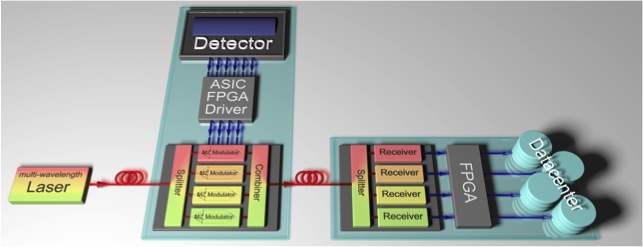 Detector
ASIC
FPGA
Driver
multi-wavelength
Laser
Splitter
MZ Modulator
MZ Modulator
MZ Modulator
MZ Modulator
Combiner
Splitter
Receiver
Receiver
Receiver
Receiver
FPGA
Datacenter